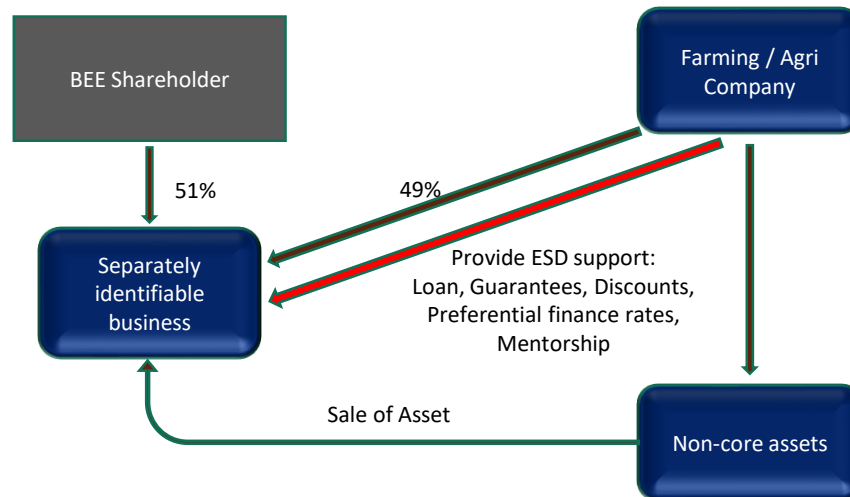 BEE Shareholder
Farming / Agri
Company
51%
49%
Separately
identifiable
business
Provide ESD support:
Loan, Guarantees, Discounts,
Preferential finance rates,
Mentorship
Sale of Asset
Non-core assets